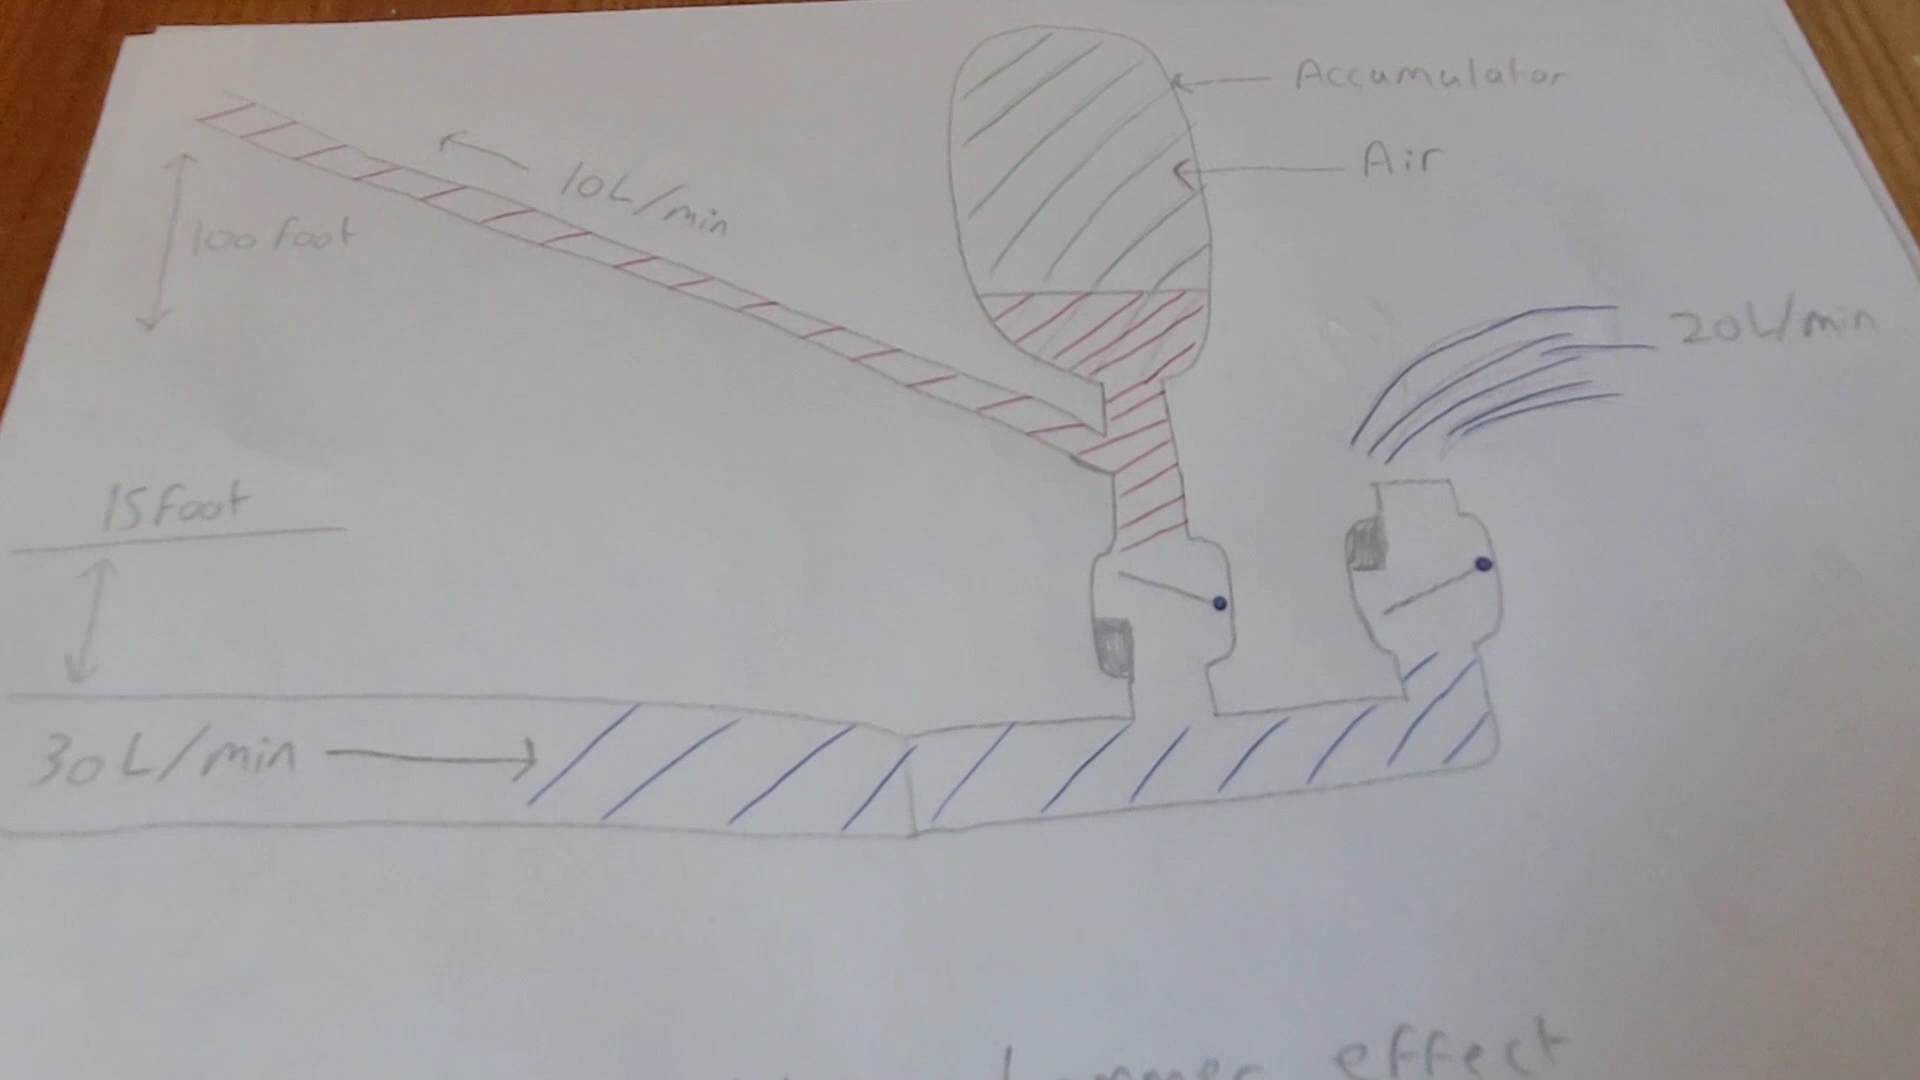 Accumulator
Air
10L/min
100 foot
20L/min
15 foot
30L/min
effect